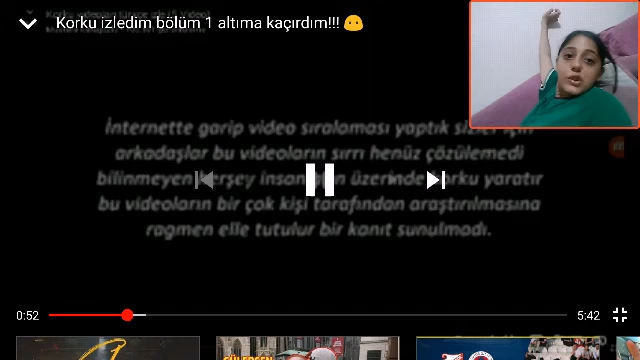 Korku izledim bölüm 1 altıma kaçırdım!!! 😶
İnternette garip video sıralaması yaptık sizler için
arkadaşlar bu videoların sırrı henüz çözülemedi
bilinmeyen herşey insanların üzerinde korku yaratır
bu videoların bir çok kişi tarafından araştırılmasına
ragmen elle tutulur bir kanıt sunulmadı.
0:52
5:42
GÜLERSEN